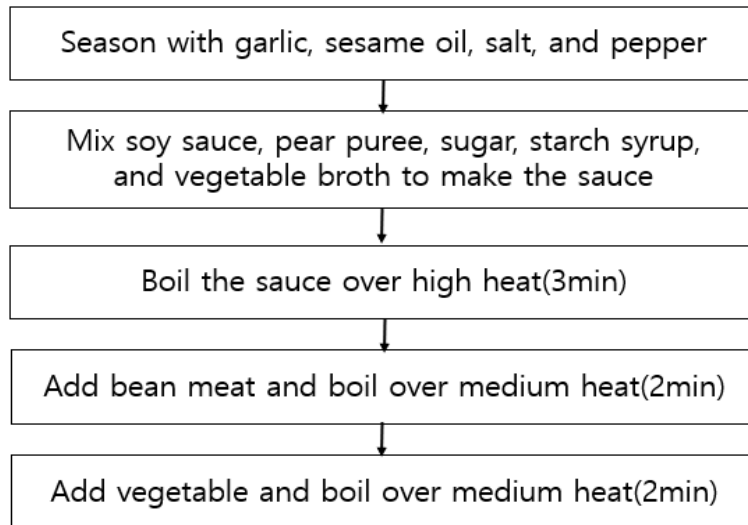 Season with garlic, sesame oil, salt, and pepper
Mix soy sauce, pear puree, sugar, starch syrup,
and vegetable broth to make the sauce
Boil the sauce over high heat(3min)
Add bean meat and boil over medium heat(2min)
Add vegetable and boil over medium heat(2min)